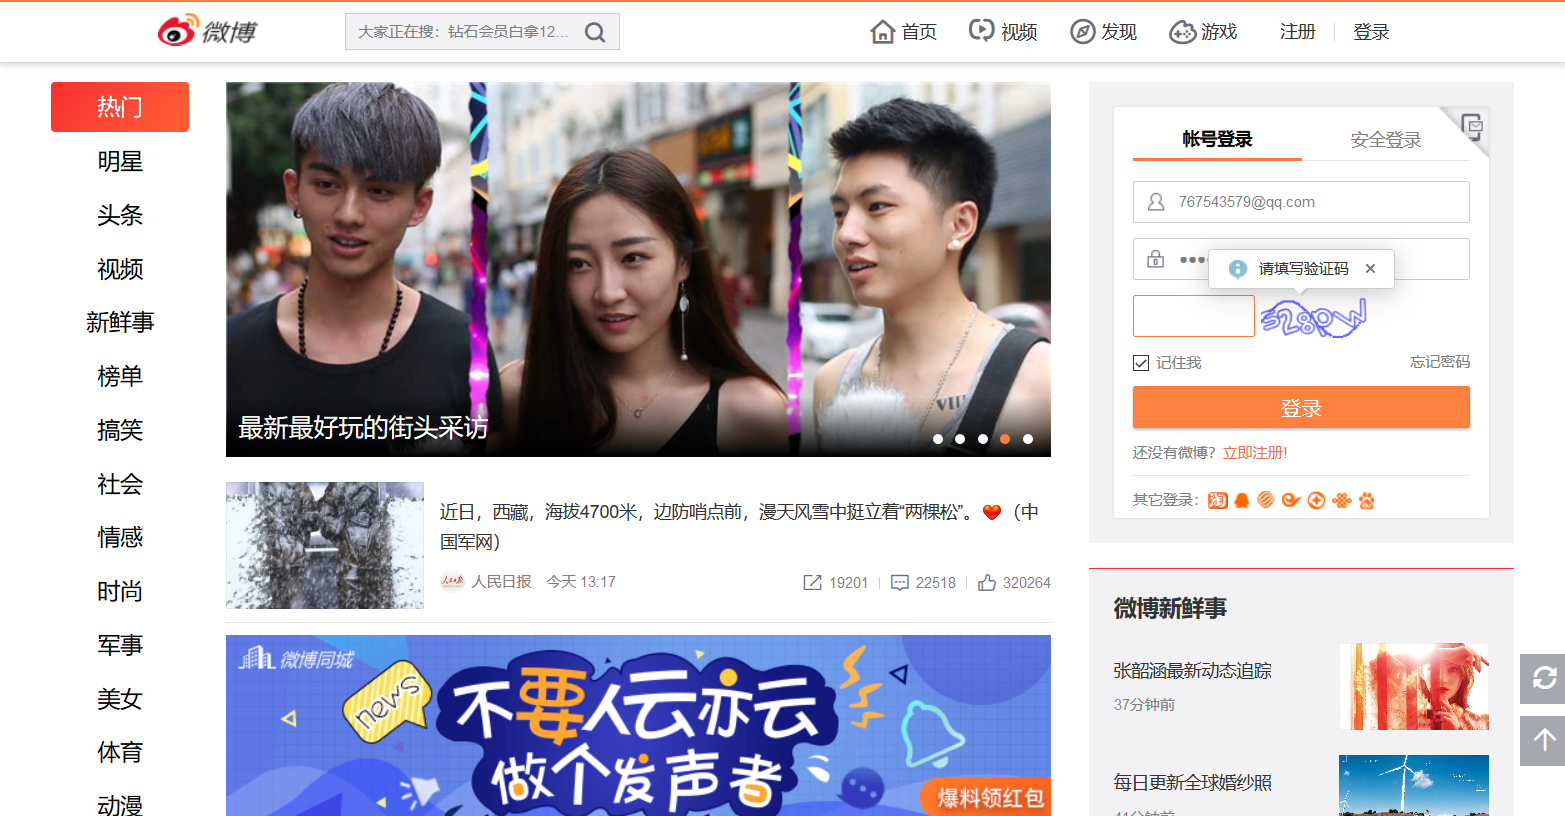 微博
大家正在搜：钻石会员白拿12...
首页
视频
发现
游戏
注册
登录
热门
明星
头条
视频
新鲜事
榜单
搞笑
社会
情感
时尚
军事
美女
体育
动漫
最新最好玩的街头采访
近日，西藏，海拔4700米，边防哨点前，漫天风雪中挺立着“两棵松”。❤️（中
国军网）
人民日报 今天 13:17
19201
22518
320264
微博同城
news
不要人云亦云
做个发声者
爆料领红包
帐号登录
安全登录
767543579@qq.com
请填写验证码
记住我
忘记密码
登录
还没有微博？立即注册!
其它登录：
淘
微博新鲜事
张韶涵最新动态追踪
37分钟前
每日更新全球婚纱照